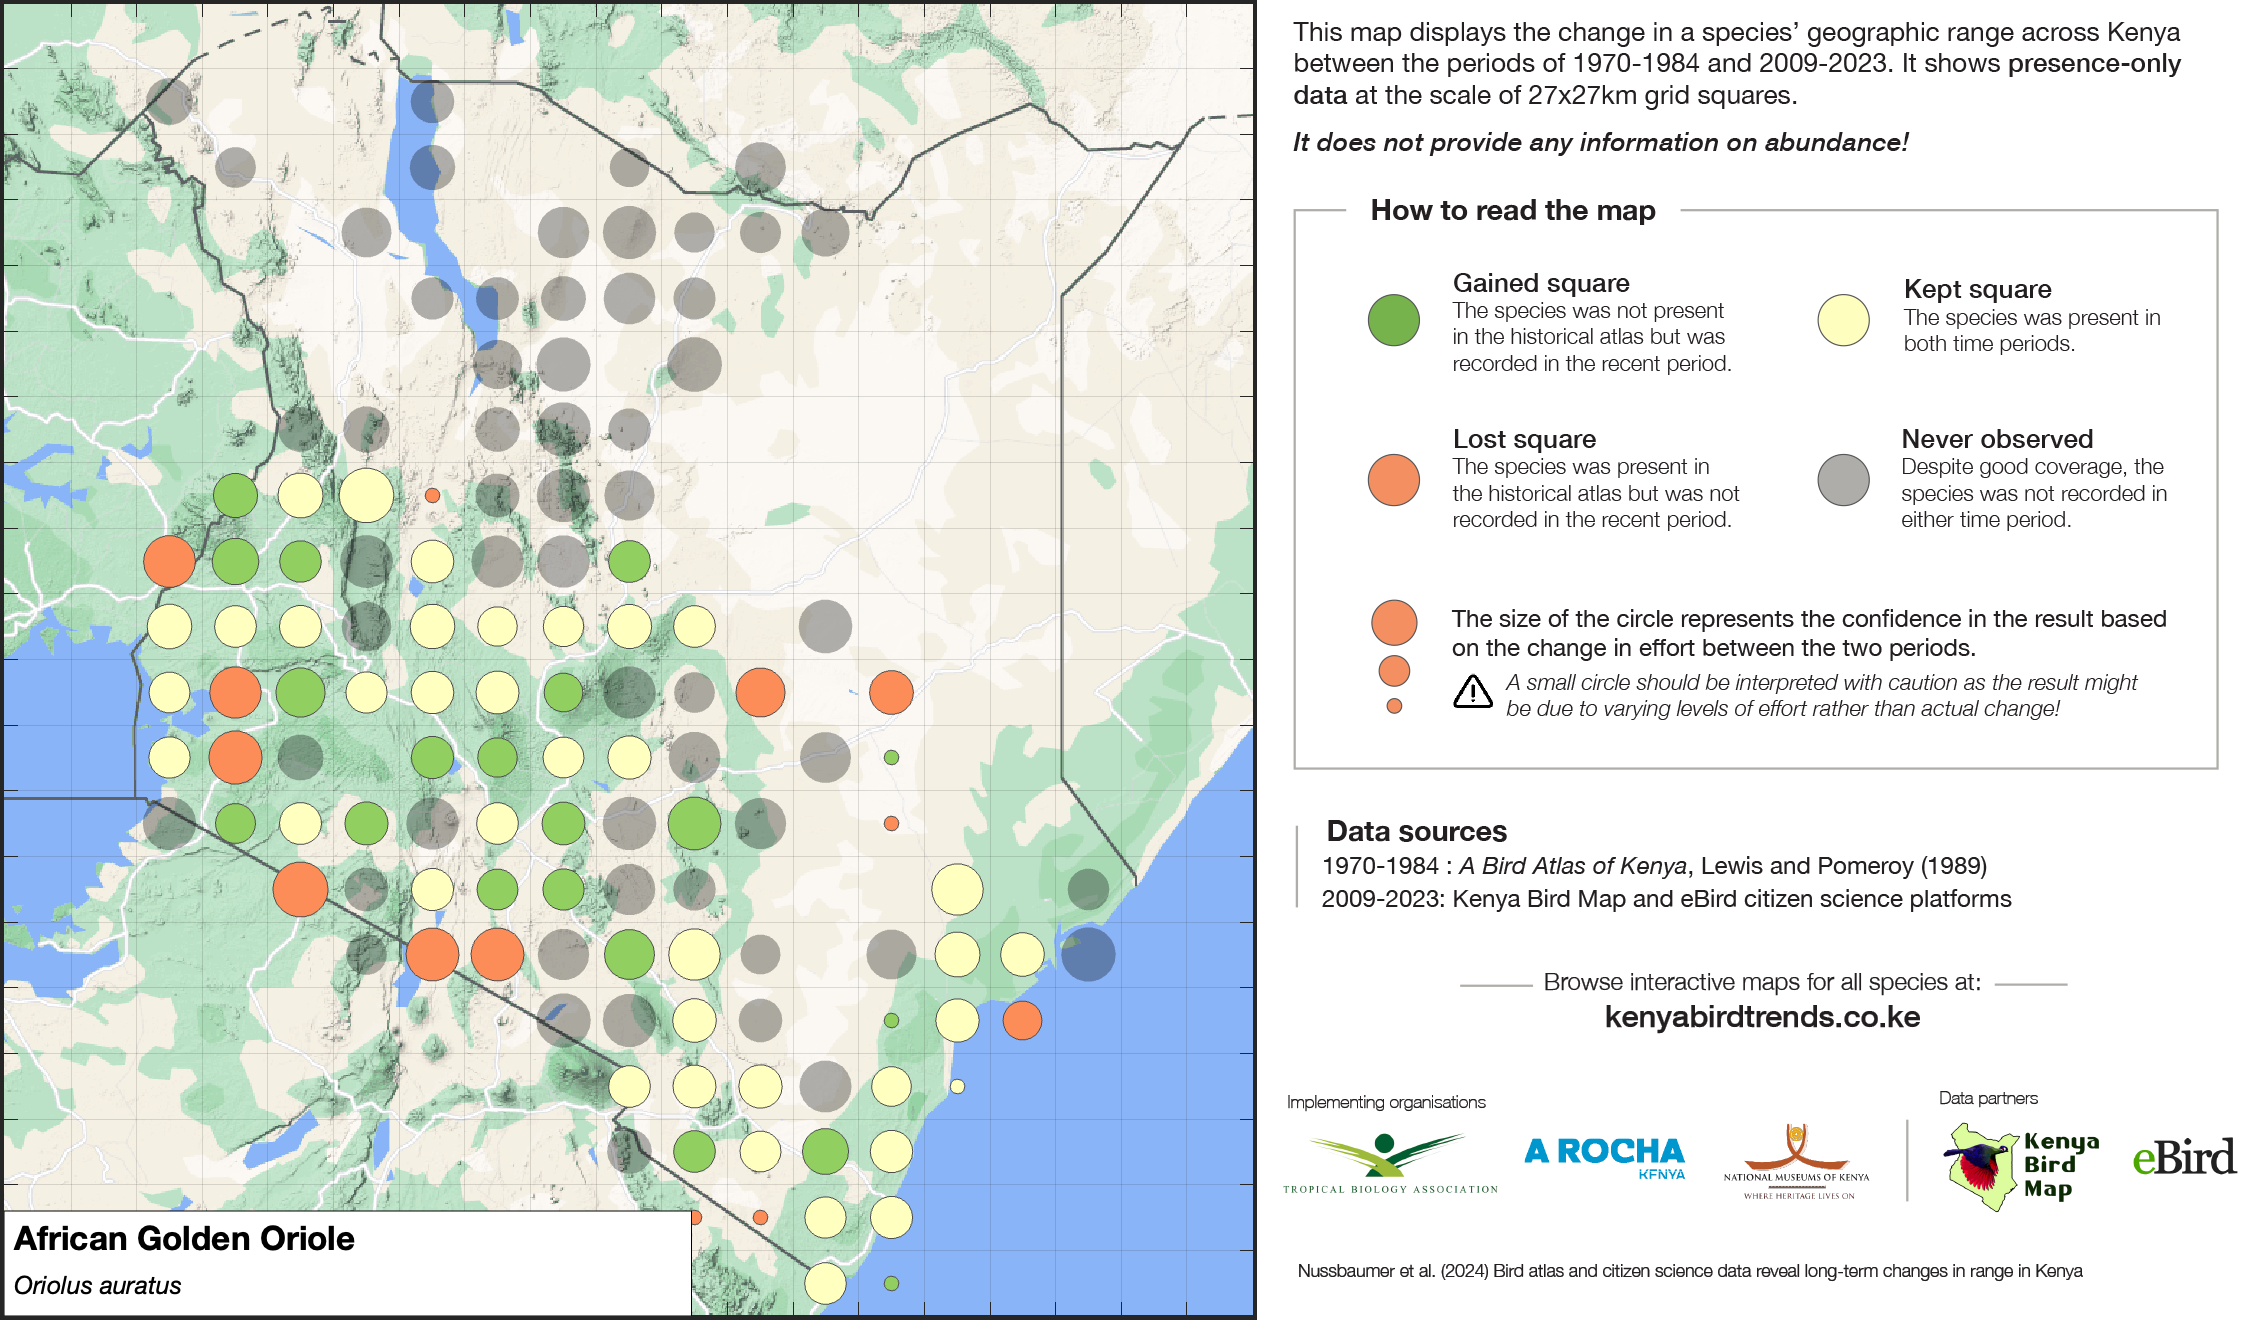 This map displays the change in a species’ geographic range across Kenya
between the periods of 1970-1984 and 2009-2023. It shows presence-only
data at the scale of 27x27km grid squares.
It does not provide any information on abundance!
How to read the map
Gained square
The species was not present
in the historical atlas but was
recorded in the recent period.
Kept square
The species was present in
both time periods.
Lost square
The species was present in
the historical atlas but was not
recorded in the recent period.
Never observed
Despite good coverage, the
species was not recorded in
either time period.
The size of the circle represents the confidence in the result based
on the change in effort between the two periods.
A small circle should be interpreted with caution as the result might
be due to varying levels of effort rather than actual change!
Data sources
1970-1984 : A Bird Atlas of Kenya, Lewis and Pomeroy (1989)
2009-2023: Kenya Bird Map and eBird citizen science platforms
Browse interactive maps for all species at:
kenyabirdtrends.co.ke
Implementing organisations
Data partners
TROPICAL BIOLOGY ASSOCIATION
A ROCHA
KENYA
NATIONAL MUSEUMS OF KENYA
WHERE HERITAGE LIVES ON
Kenya
Bird
Map
eBird
Nussbaumer et al. (2024) Bird atlas and citizen science data reveal long-term changes in range in Kenya
African Golden Oriole
Oriolus auratus